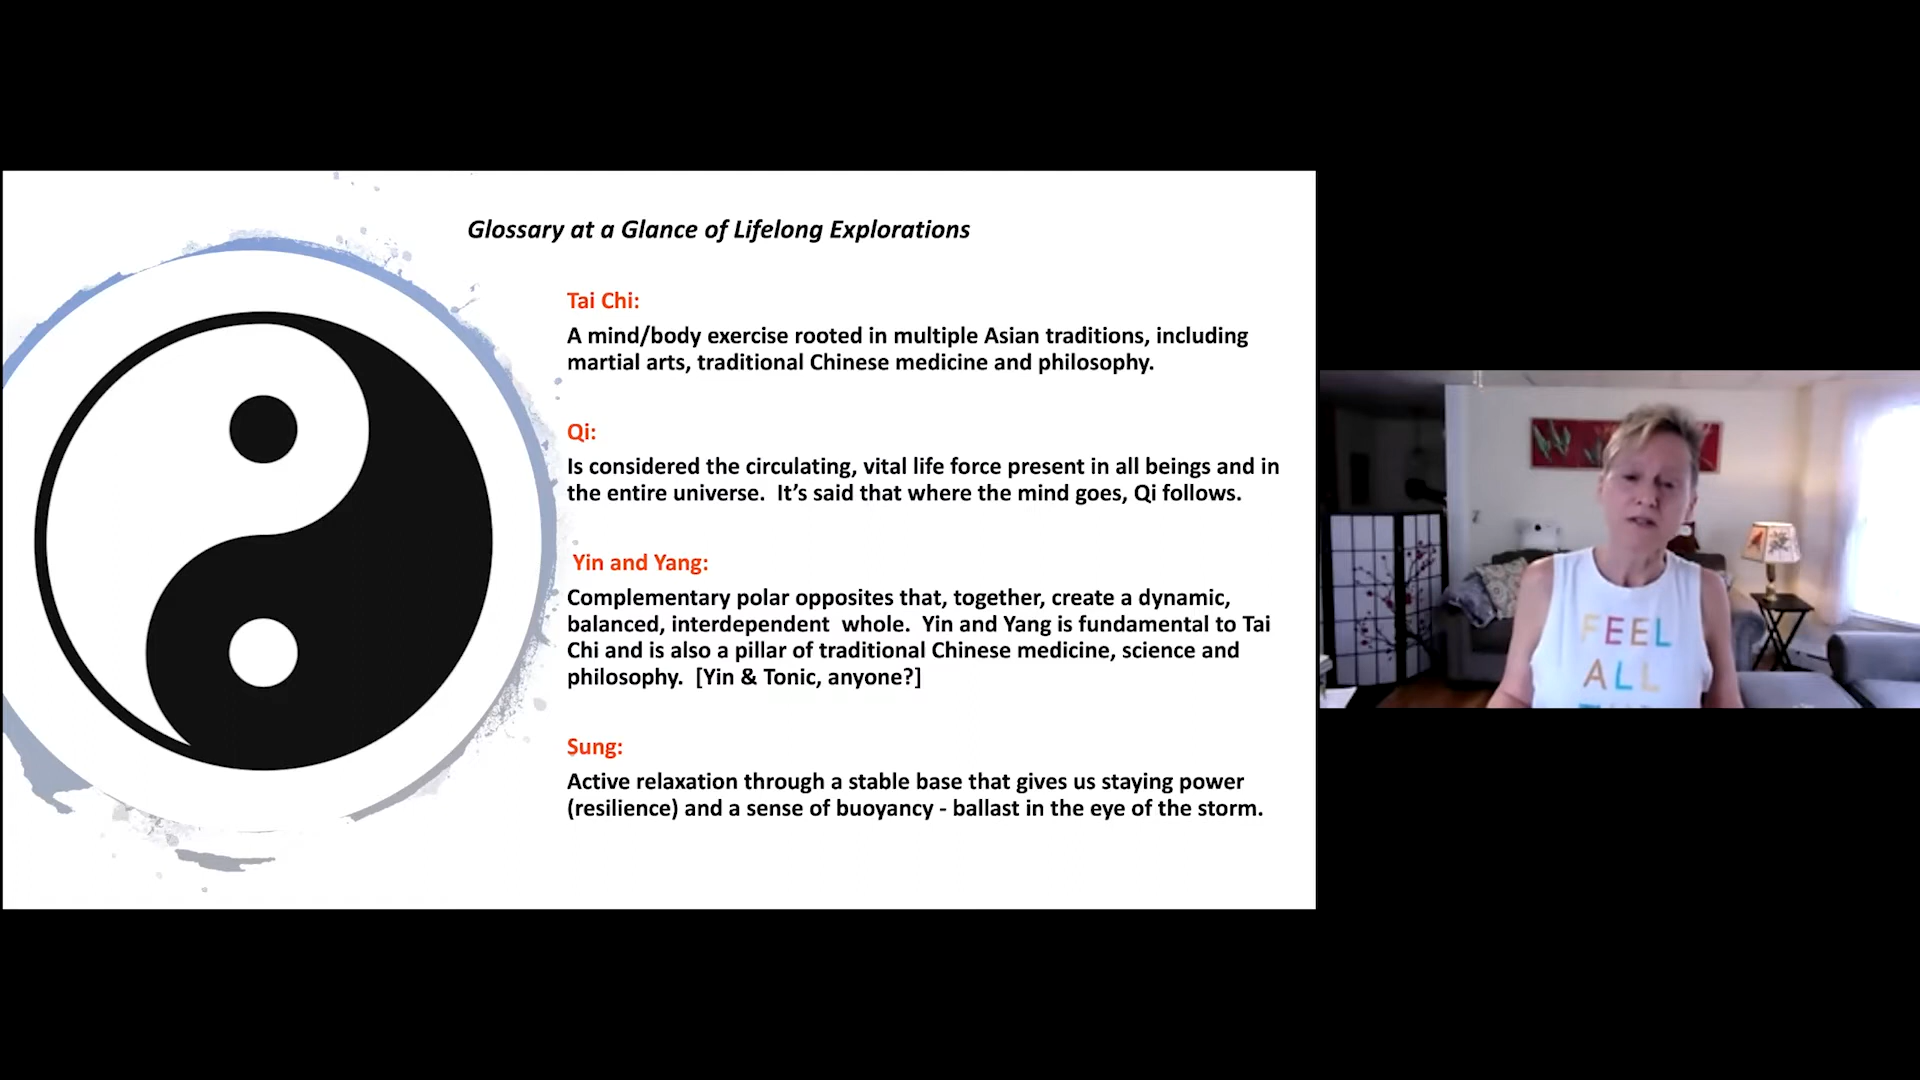 Glossary at a Glance of Lifelong Explorations
Tai Chi:
A mind/body exercise rooted in multiple Asian traditions, including
martial arts, traditional Chinese medicine and philosophy.
Qi:
Is considered the circulating, vital life force present in all beings and in
the entire universe.  It’s said that where the mind goes, Qi follows.
Yin and Yang:
Complementary polar opposites that, together, create a dynamic,
balanced, interdependent  whole.  Yin and Yang is fundamental to Tai
Chi and is also a pillar of traditional Chinese medicine, science and
philosophy.  [Yin & Tonic, anyone?]
Sung:
Active relaxation through a stable base that gives us staying power
(resilience) and a sense of buoyancy - ballast in the eye of the storm.
FEEL
ALL